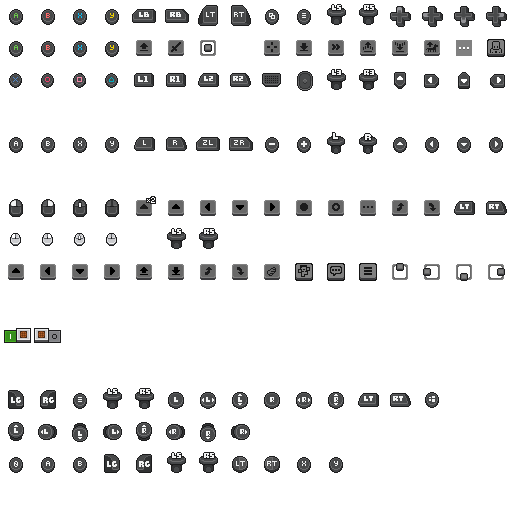 A B X Y LB RB LT RT LS RS
A B X Y
L1 R1 L2 R2 L3 R3
A B X Y L R ZL ZR L R
x2 LT RT
LS RS
LG RG LS RS L L L R R R LT RT
L L L L R R R R
A B LG RG LS RS LT RT X Y